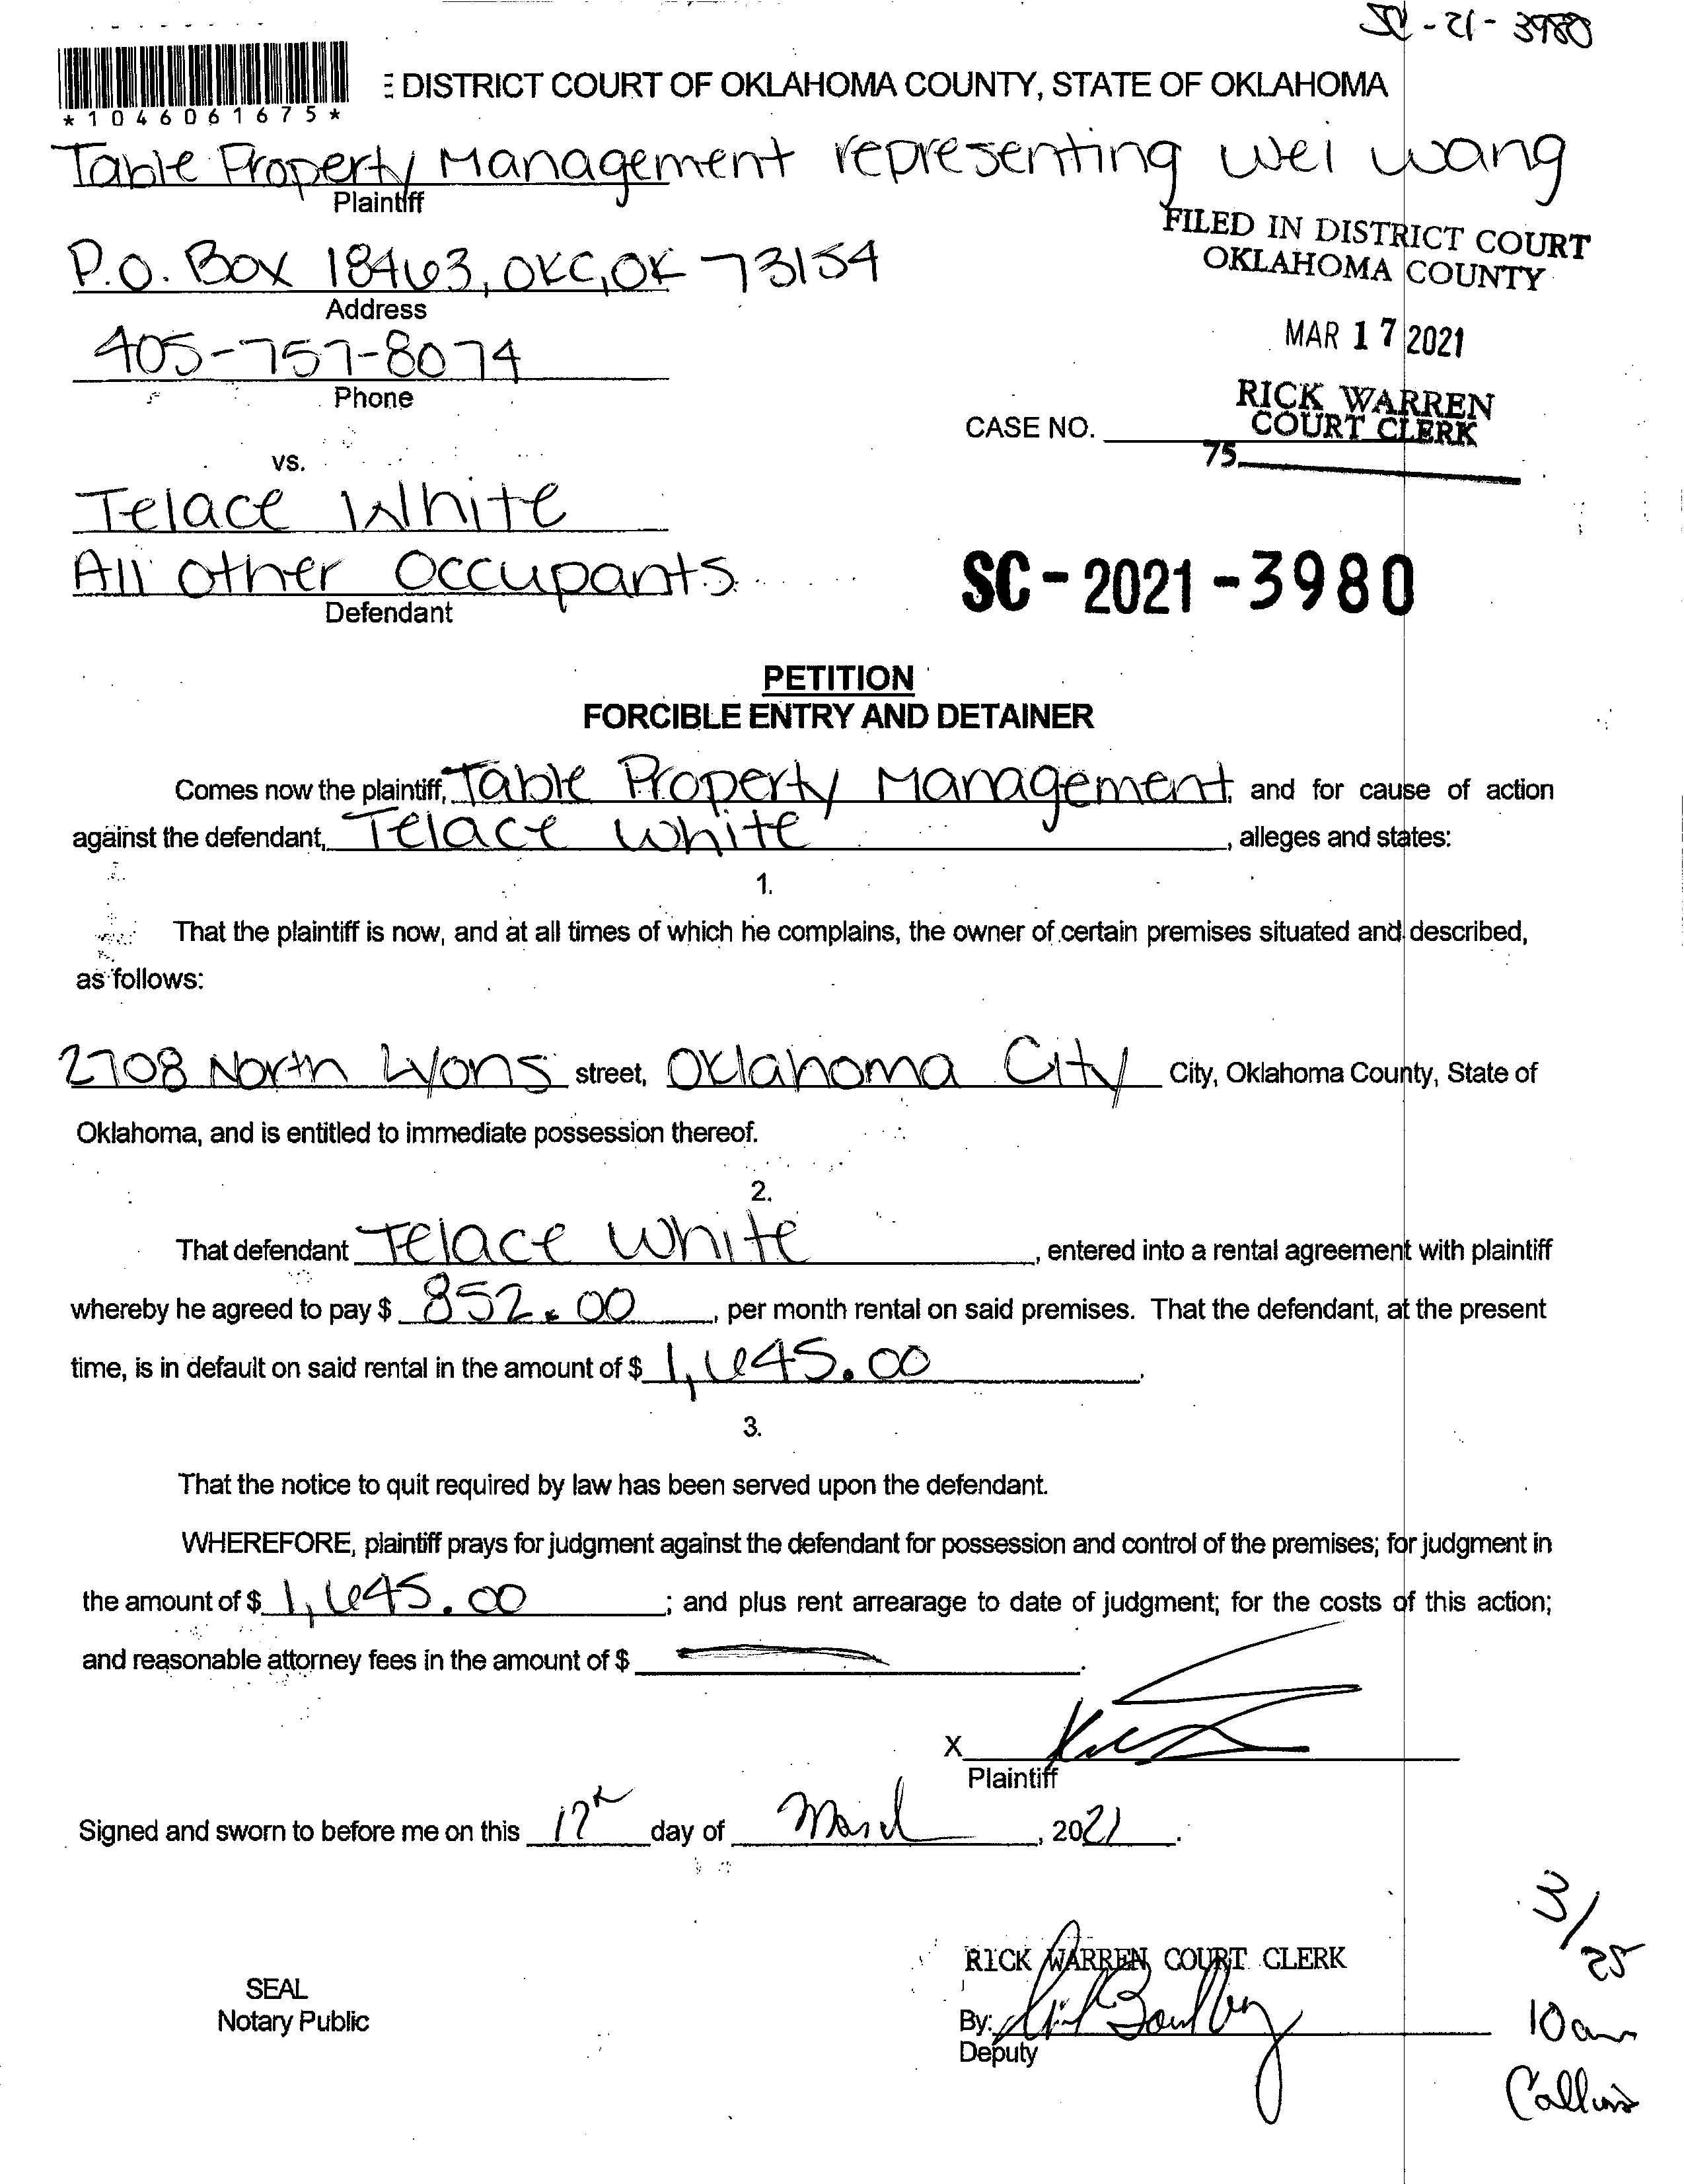 SC-21-3980
*1046061675*
E DISTRICT COURT OF OKLAHOMA COUNTY, STATE OF OKLAHOMA
Table Property Management representing wei wang
Plaintiff
FILED IN DISTRICT COURT
OKLAHOMA COUNTY
P.O. Box 18463, OKC, OK 73154
Address
MAR 17 2021
405-757-8074
Phone
RICK WARREN
COURT CLERK
CASE NO.
75
vs.
Telace White
All other Occupants
Defendant
SC-2021-3980
PETITION
FORCIBLE ENTRY AND DETAINER
Comes now the plaintiff, Table Property Management, and for cause of action
against the defendant, Telace White, alleges and states:
1.
That the plaintiff is now, and at all times of which he complains, the owner of certain premises situated and described,
as follows:
2708 North Lyons street, Oklahoma City City, Oklahoma County, State of
Oklahoma, and is entitled to immediate possession thereof.
2.
That defendant Telace White, entered into a rental agreement with plaintiff
whereby he agreed to pay $ 852.00, per month rental on said premises. That the defendant, at the present
time, is in default on said rental in the amount of $ 1,645.00.
3.
That the notice to quit required by law has been served upon the defendant.
WHEREFORE, plaintiff prays for judgment against the defendant for possession and control of the premises; for judgment in
the amount of $ 1,645.00; and plus rent arrearage to date of judgment; for the costs of this action;
and reasonable attorney fees in the amount of $.
X
Plaintiff
Signed and sworn to before me on this 17th day of March, 2021.
3/25
10am
Collins
RICK WARREN COURT CLERK
SEAL
Notary Public
By:
Deputy